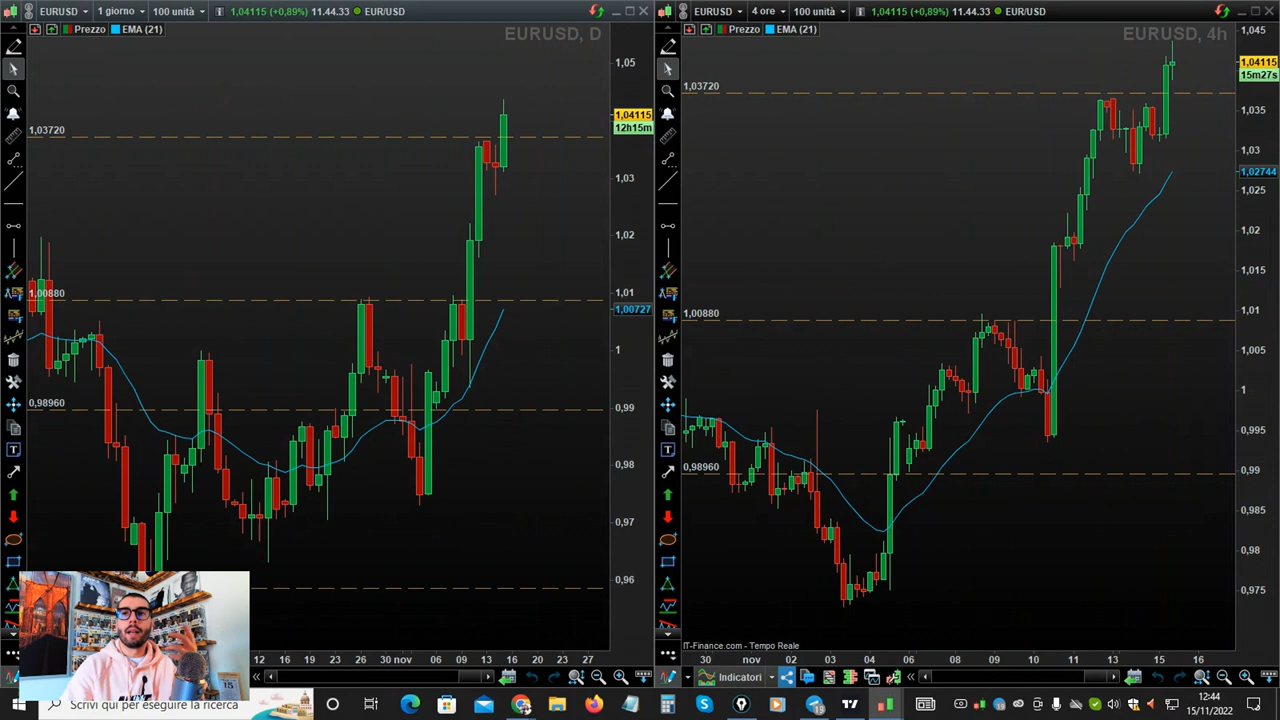 EURUSD 1 giorno 100 unità 1,04115 (+0,89%) 11.44.33 EUR/USD
Prezzo EMA (21)
EURUSD, D
1,05
1,04115
12h15m
1,03720
1,03
1,02
1,01
1,00880
1,00727
1
0,99
0,98960
0,98
0,97
0,96
12 14 19 21 26 30 nov 06 09 13 16 20 23 27
EURUSD 4 ore 100 unità 1,04115 (+0,89%) 11.44.33 EUR/USD
Prezzo EMA (21)
EURUSD, 4h
1,045
1,04115
15m27s
1,03720
1,035
1,03
1,02744
1,025
1,02
1,015
1,01
1,00880
1,005
1
0,995
0,99
0,98960
0,985
0,98
0,975
IT-Finance.com - Tempo Reale
30 nov 02 03 04 07 08 09 10 11 14 15 16
Indicatori
15
Scrivi qui per eseguire la ricerca
12:44
15/11/2022